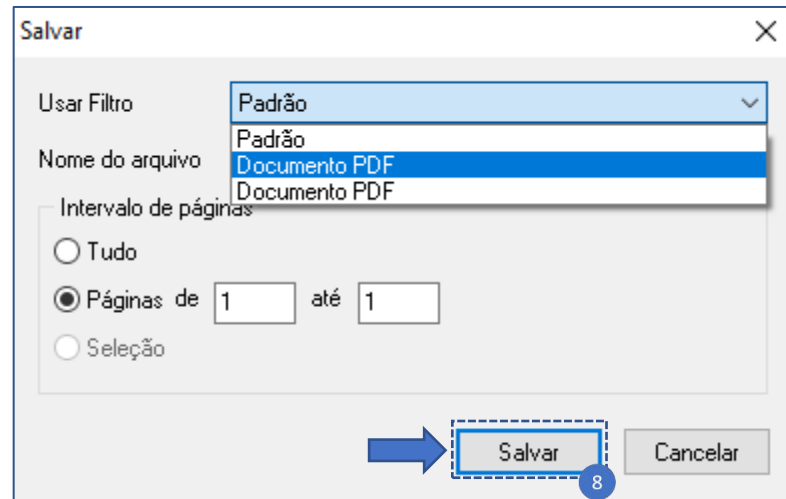 Salvar
Usar Filtro Padrão
Padrão
Nome do arquivo Documento PDF
Documento PDF
Intervalo de páginas
Tudo
Páginas de 1 até 1
Seleção
Salvar Cancelar
8